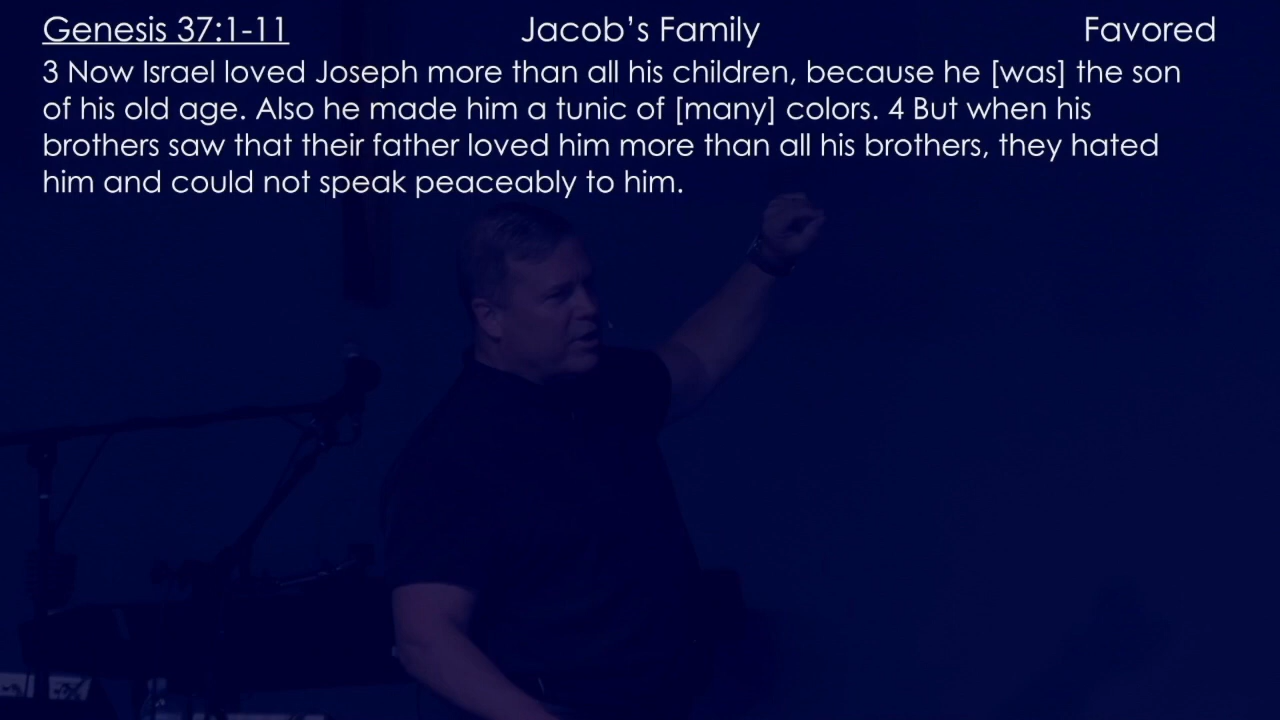 Genesis 37:1-11 Jacob’s Family Favored
3 Now Israel loved Joseph more than all his children, because he [was] the son
of his old age. Also he made him a tunic of [many] colors. 4 But when his
brothers saw that their father loved him more than all his brothers, they hated
him and could not speak peaceably to him.